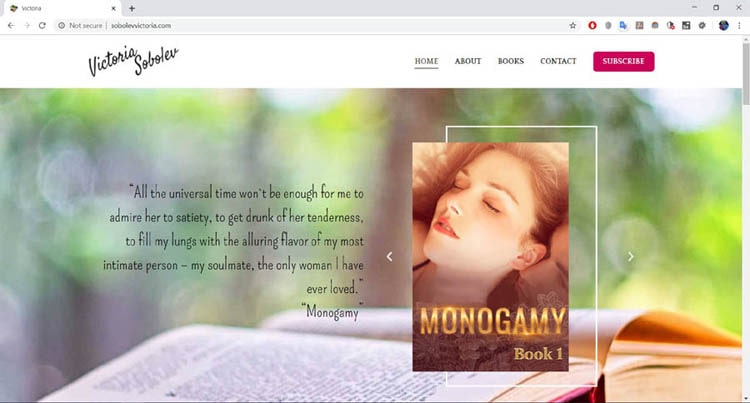 Victoria
Not secure | sobolevvictoria.com
Victoria
Sobolev
HOME ABOUT BOOKS CONTACT SUBSCRIBE
“All the universal time won`t be enough for me to
admire her to satiety, to get drunk of her tenderness,
to fill my lungs with the alluring flavor of my most
intimate person – my soulmate, the only woman I have
ever loved.”
“Monogamy”
MONOGAMY
Book 1